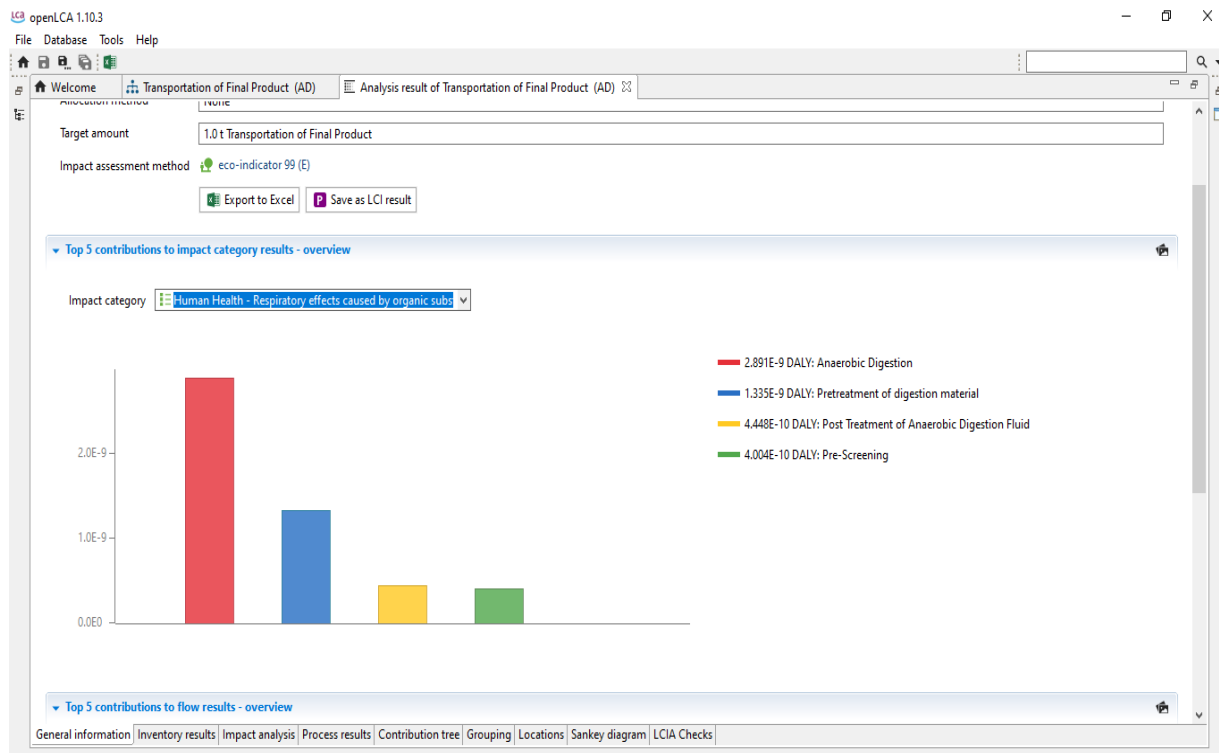 LCA openLCA 1.10.3
File Database Tools Help
Welcome Transportation of Final Product (AD) Analysis result of Transportation of Final Product (AD)
Allocation method None
Target amount 1.0 t Transportation of Final Product
Impact assessment method eco-indicator 99 (E)
Export to Excel P Save as LCI result
Top 5 contributions to impact category results - overview
Impact category Human Health - Respiratory effects caused by organic subs
2.891E-9 DALY: Anaerobic Digestion
1.335E-9 DALY: Pretreatment of digestion material
4.448E-10 DALY: Post Treatment of Anaerobic Digestion Fluid
4.004E-10 DALY: Pre-Screening
2.0E-9
1.0E-9
0.0E0
Top 5 contributions to flow results - overview
General information Inventory results Impact analysis Process results Contribution tree Grouping Locations Sankey diagram LCIA Checks